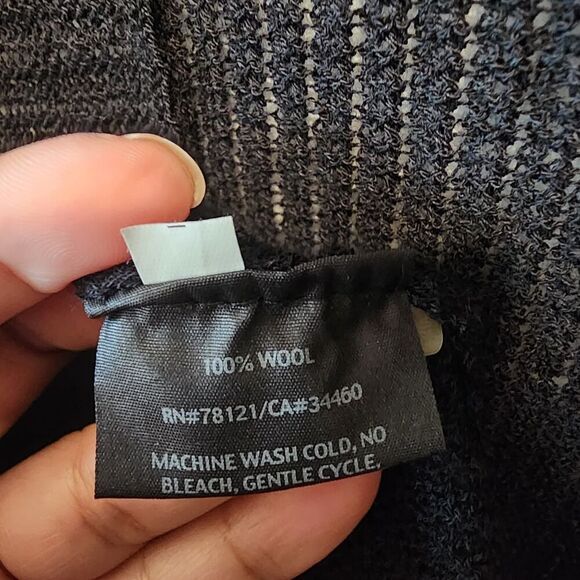 100% WOOL
RN#78121/CA#34460
MACHINE WASH COLD, NO
BLEACH, GENTLE CYCLE,